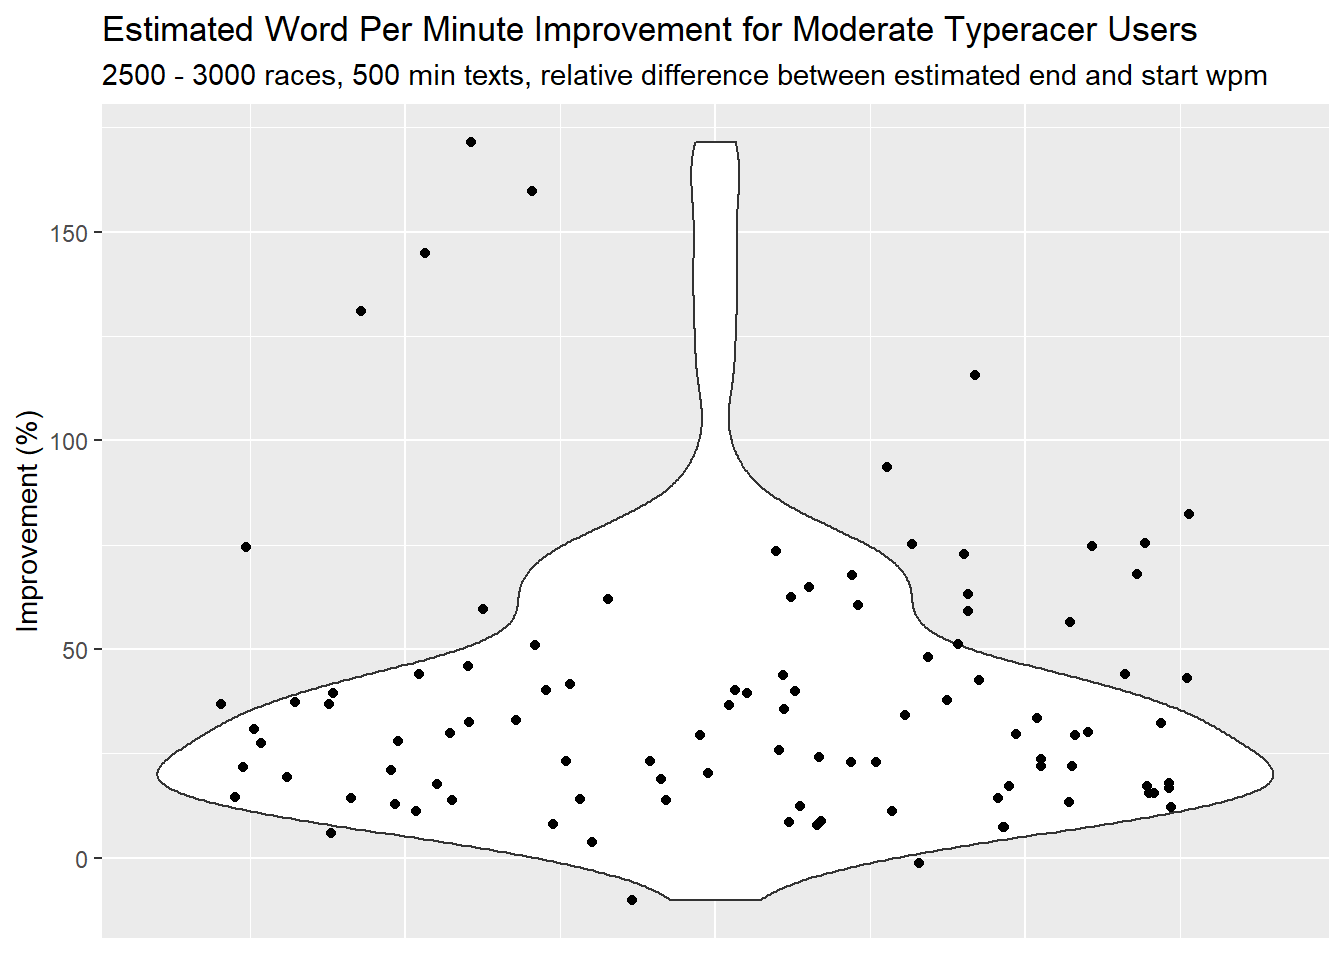 Estimated Word Per Minute Improvement for Moderate Typeracer Users
2500 - 3000 races, 500 min texts, relative difference between estimated end and start wpm
Improvement (%)
150
100
50
0